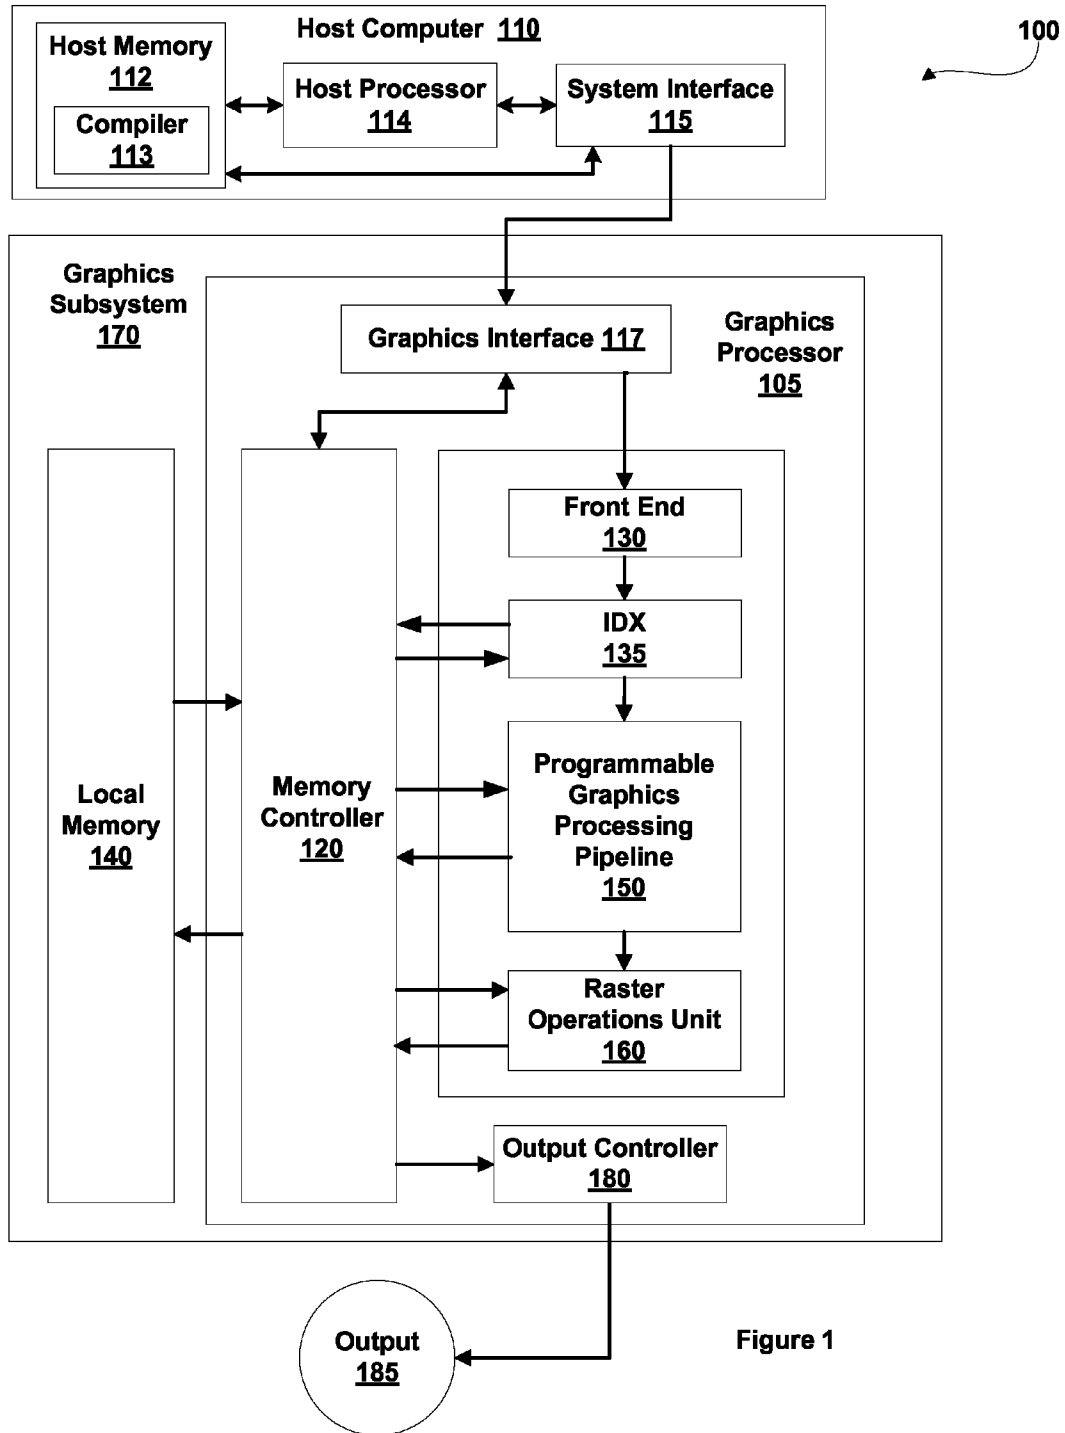 Host Computer 110
100
Host Memory
112
Compiler
113
Host Processor
114
System Interface
115
Graphics
Subsystem
170
Graphics Interface 117
Graphics
Processor
105
Front End
130
IDX
135
Local
Memory
140
Memory
Controller
120
Programmable
Graphics
Processing
Pipeline
150
Raster
Operations Unit
160
Output Controller
180
Output
185
Figure 1